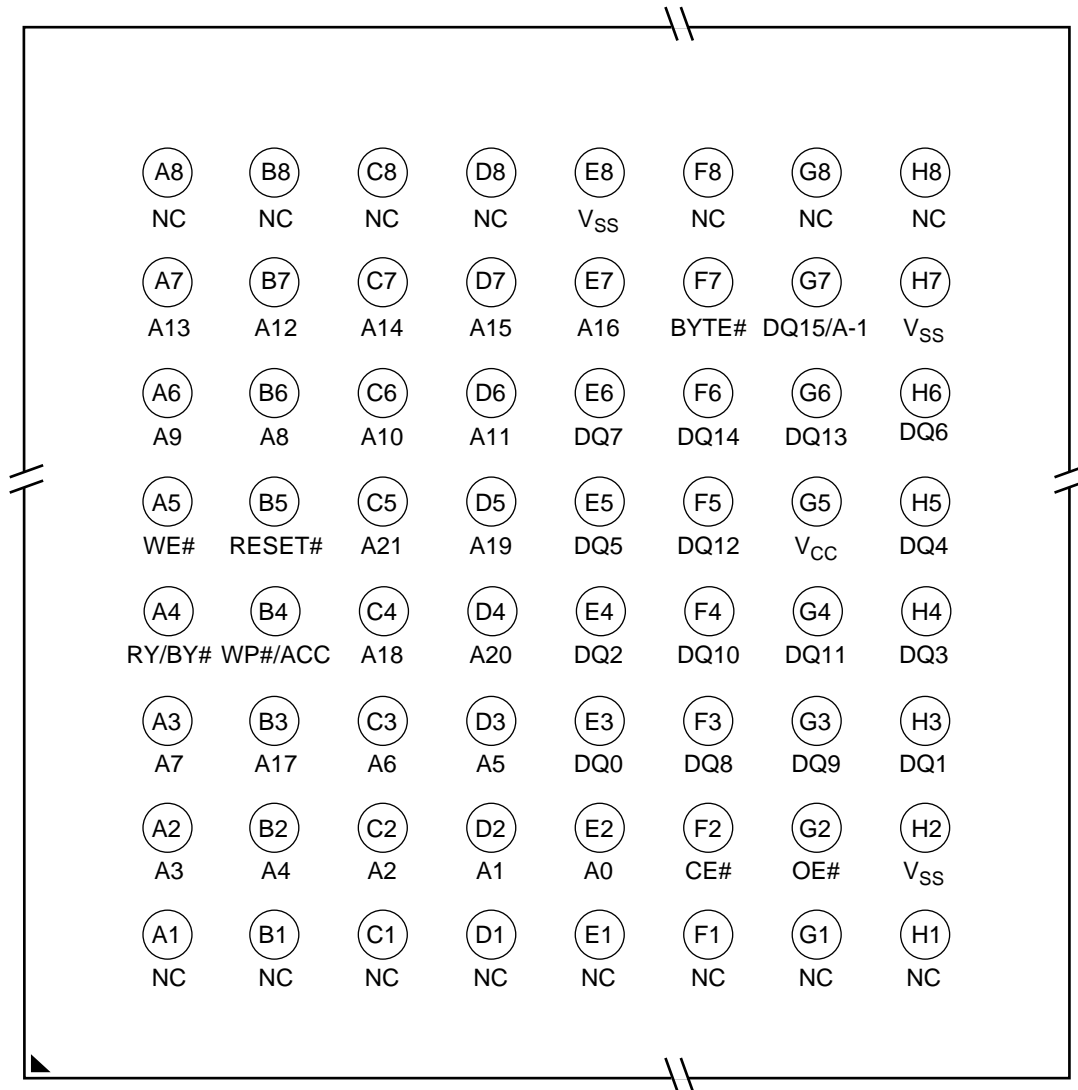 A8 B8 C8 D8 E8 F8 G8 H8
NC NC NC NC VSS NC NC NC
A7 B7 C7 D7 E7 F7 G7 H7
A13 A12 A14 A15 A16 BYTE# DQ15/A-1 VSS
A6 B6 C6 D6 E6 F6 G6 H6
A9 A8 A10 A11 DQ7 DQ14 DQ13 DQ6
A5 B5 C5 D5 E5 F5 G5 H5
WE# RESET# A21 A19 DQ5 DQ12 VCC DQ4
A4 B4 C4 D4 E4 F4 G4 H4
RY/BY# WP#/ACC A18 A20 DQ2 DQ10 DQ11 DQ3
A3 B3 C3 D3 E3 F3 G3 H3
A7 A17 A6 A5 DQ0 DQ8 DQ9 DQ1
A2 B2 C2 D2 E2 F2 G2 H2
A3 A4 A2 A1 A0 CE# OE# VSS
A1 B1 C1 D1 E1 F1 G1 H1
NC NC NC NC NC NC NC NC